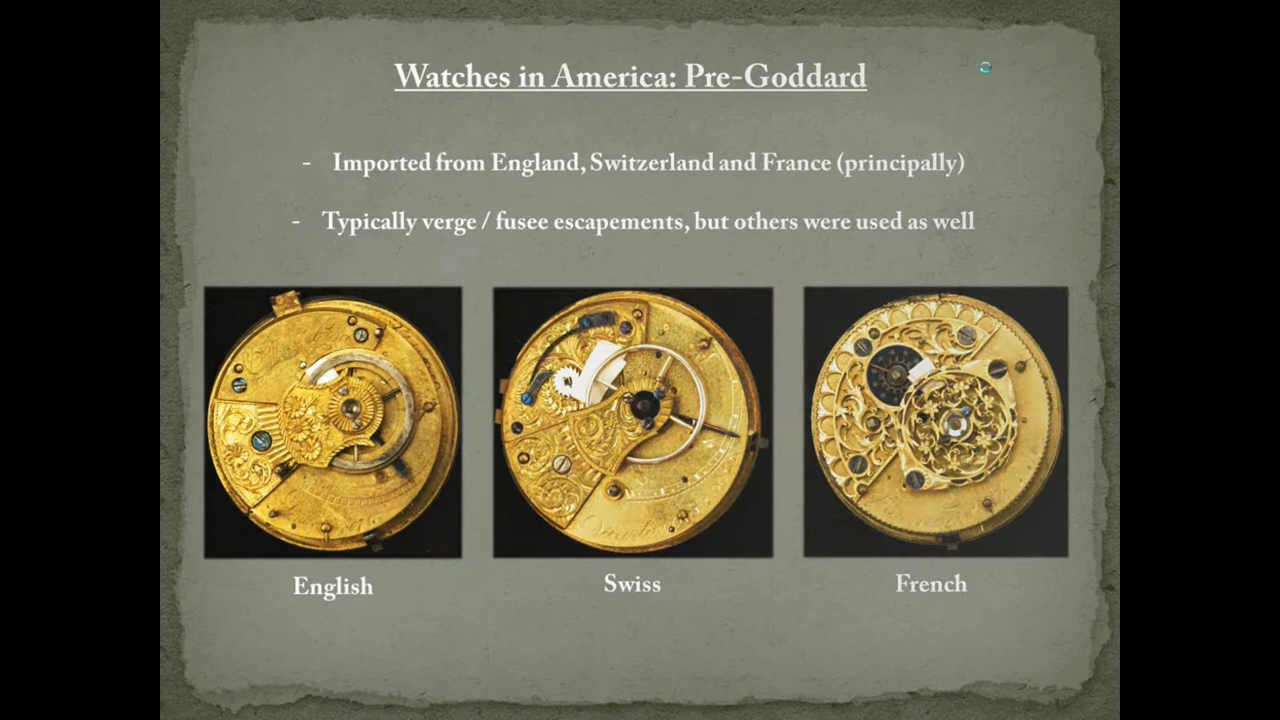 Watches in America: Pre-Goddard
- Imported from England, Switzerland and France (principally)
- Typically verge / fusee escapements, but others were used as well
English
Swiss
French